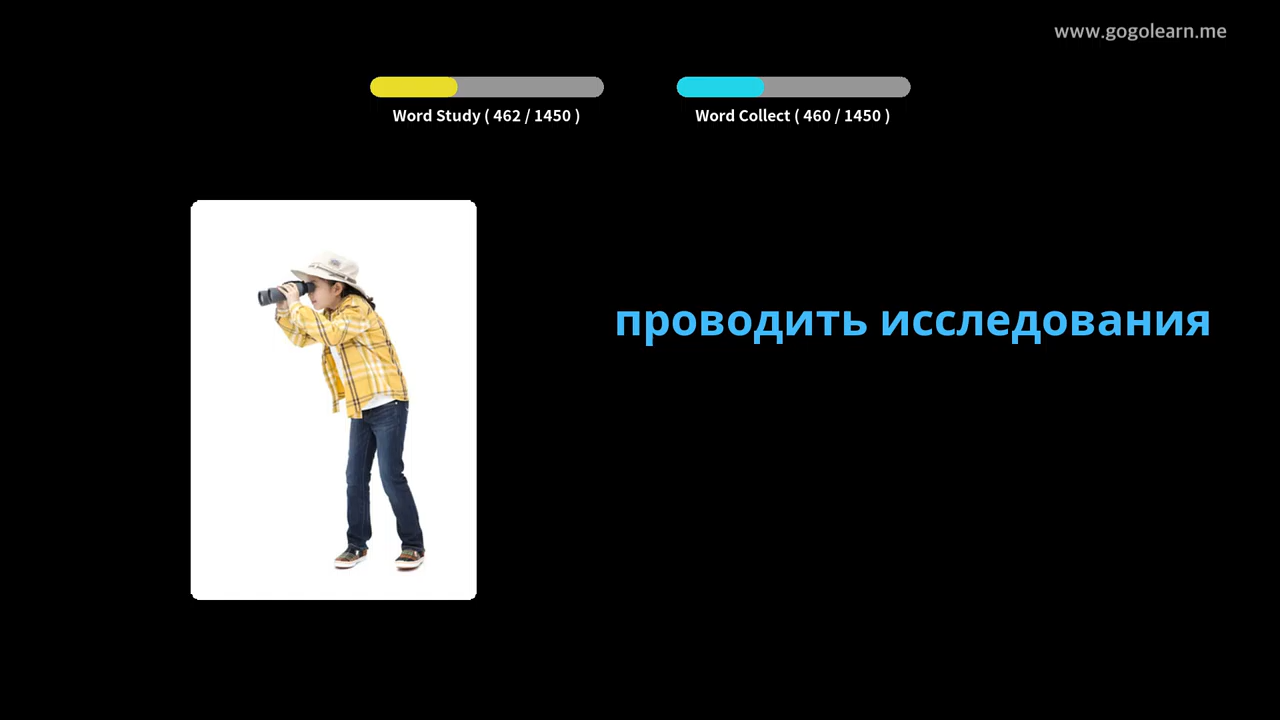 www.gogolearn.me
Word Study ( 462 / 1450 )
Word Collect ( 460 / 1450 )
проводить исследования